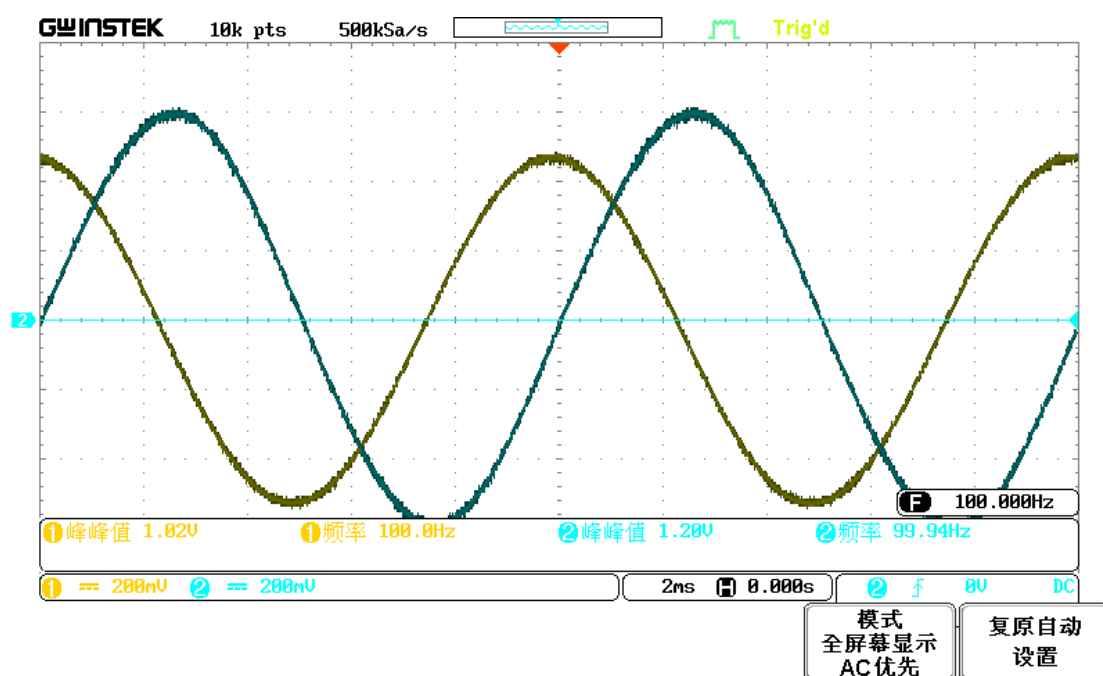 GWINSTEK 10k pts 500kSa/s Trig'd
2
F 100.000Hz
1 峰峰值 1.02V 1 频率 100.0Hz 2 峰峰值 1.20V 2 频率 99.94Hz
1 200mV 2 200mV 2ms H 0.000s 2 0V DC
模式
全屏幕显示
AC优先
复原自动
设置